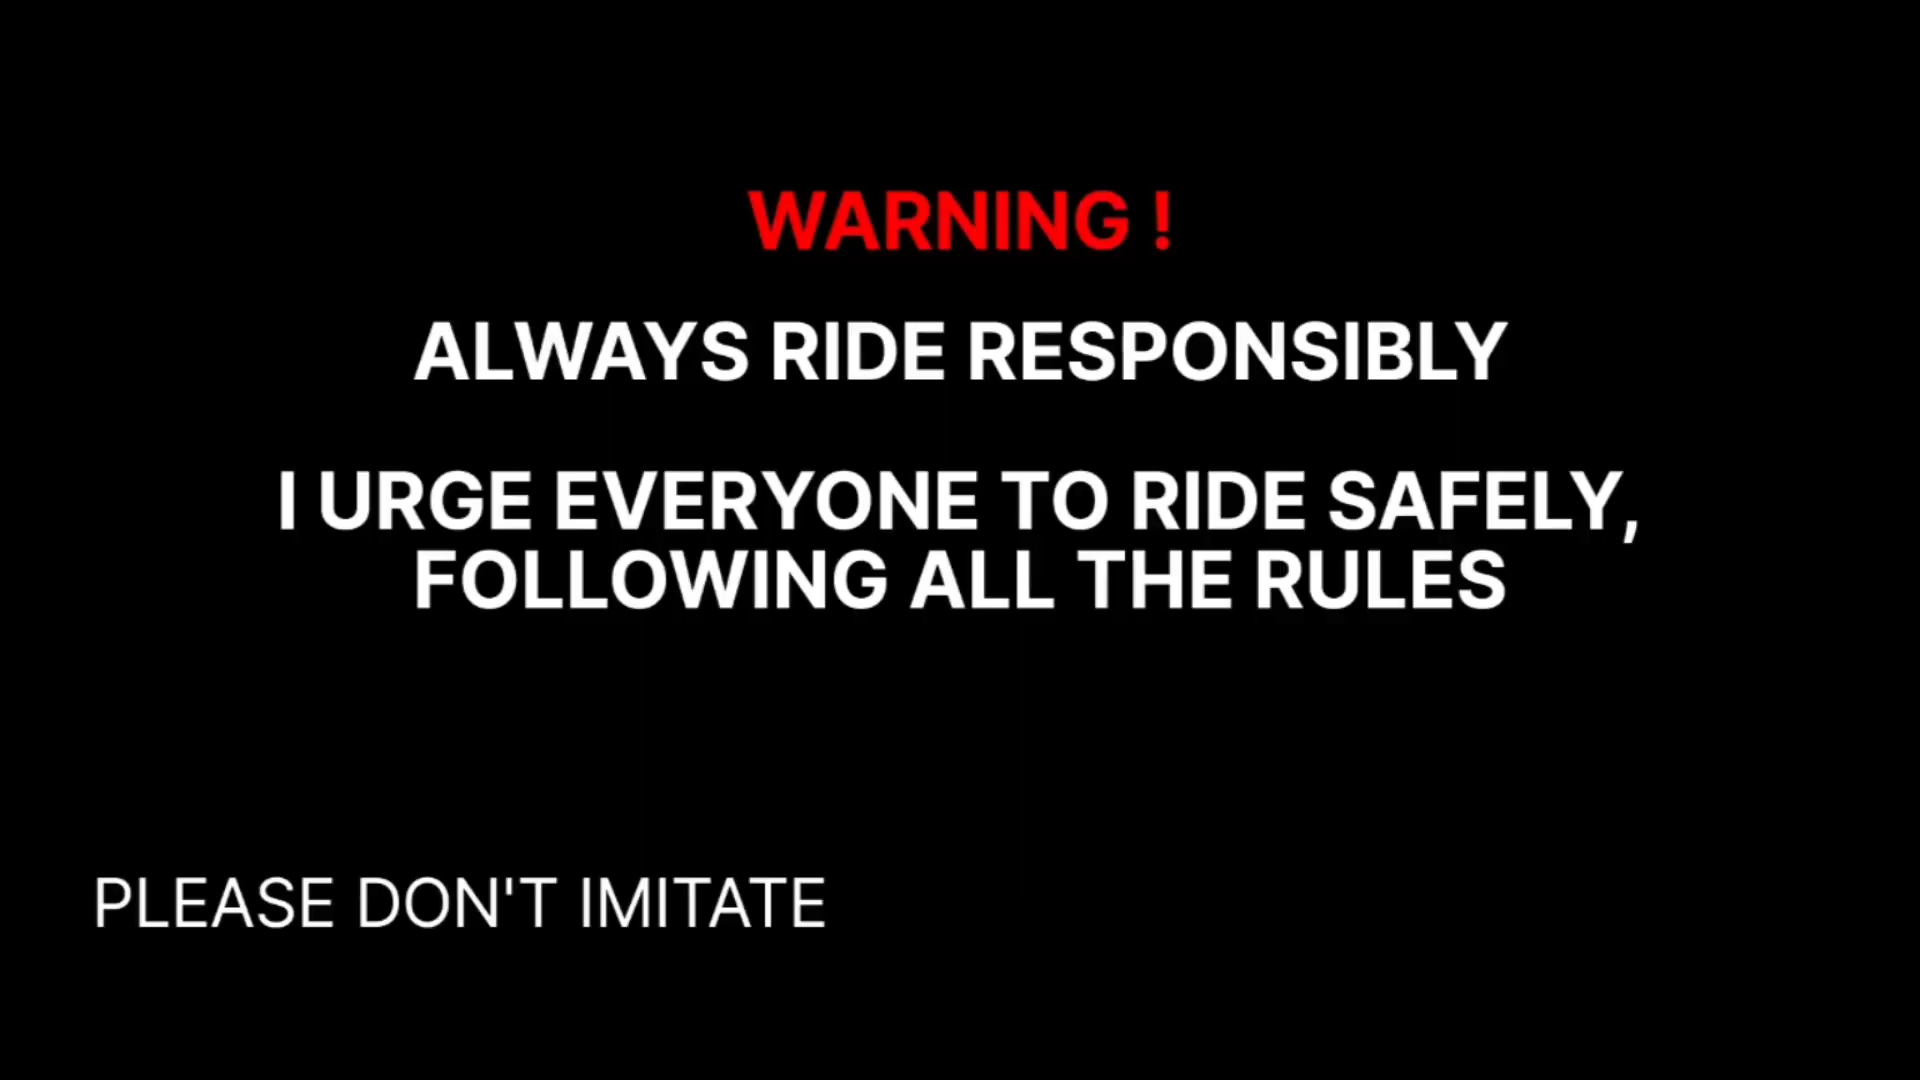 WARNING !
ALWAYS RIDE RESPONSIBLY
I URGE EVERYONE TO RIDE SAFELY,
FOLLOWING ALL THE RULES
PLEASE DON'T IMITATE